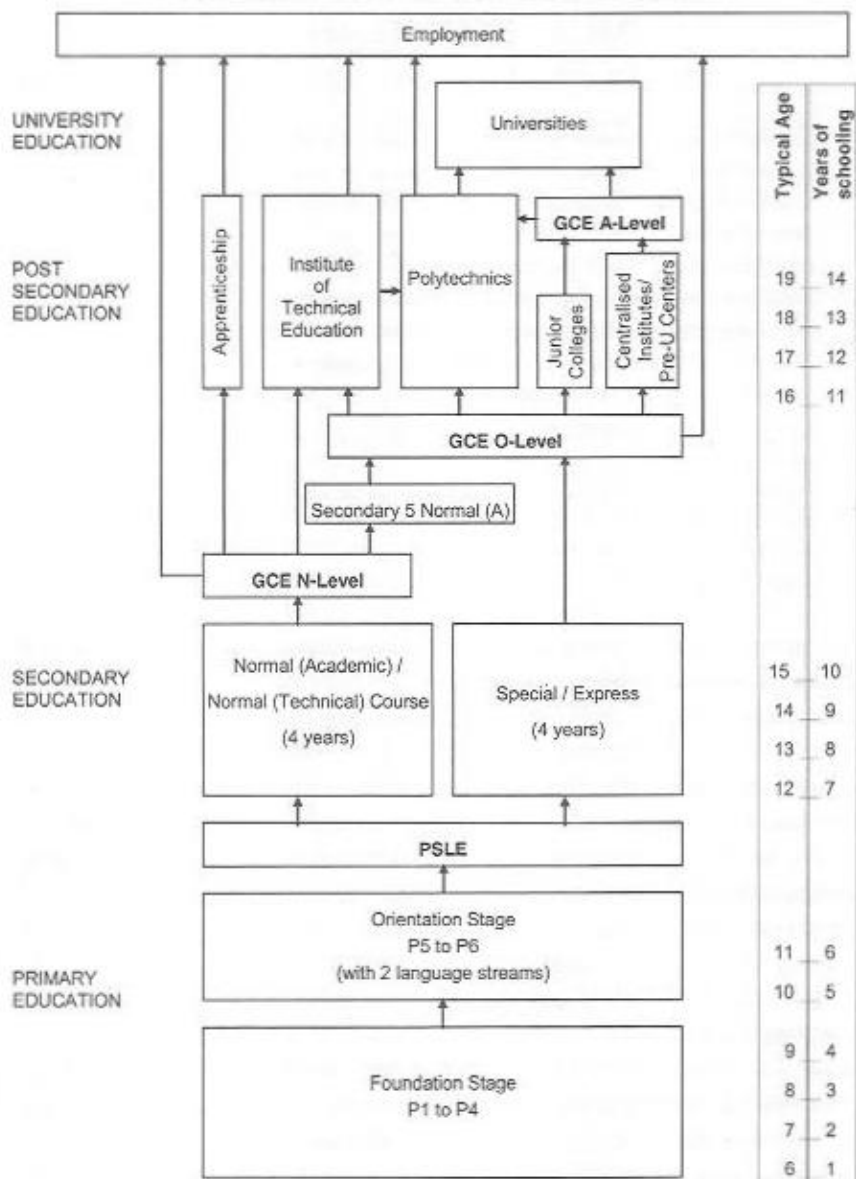 Employment
UNIVERSITY
EDUCATION
Universities
Typical Age
Years of
schooling
GCE A-Level
POST
SECONDARY
EDUCATION
Apprenticeship
Institute
of
Technical
Education
Polytechnics
Junior
Colleges
Centralised
Institutes/
Pre-U Centers
19 14
18 13
17 12
16 11
GCE O-Level
Secondary 5 Normal (A)
GCE N-Level
SECONDARY
EDUCATION
Normal (Academic) /
Normal (Technical) Course
(4 years)
Special / Express
(4 years)
15 10
14 9
13 8
12 7
PSLE
PRIMARY
EDUCATION
Orientation Stage
P5 to P6
(with 2 language streams)
11 6
10 5
Foundation Stage
P1 to P4
9 4
8 3
7 2
6 1